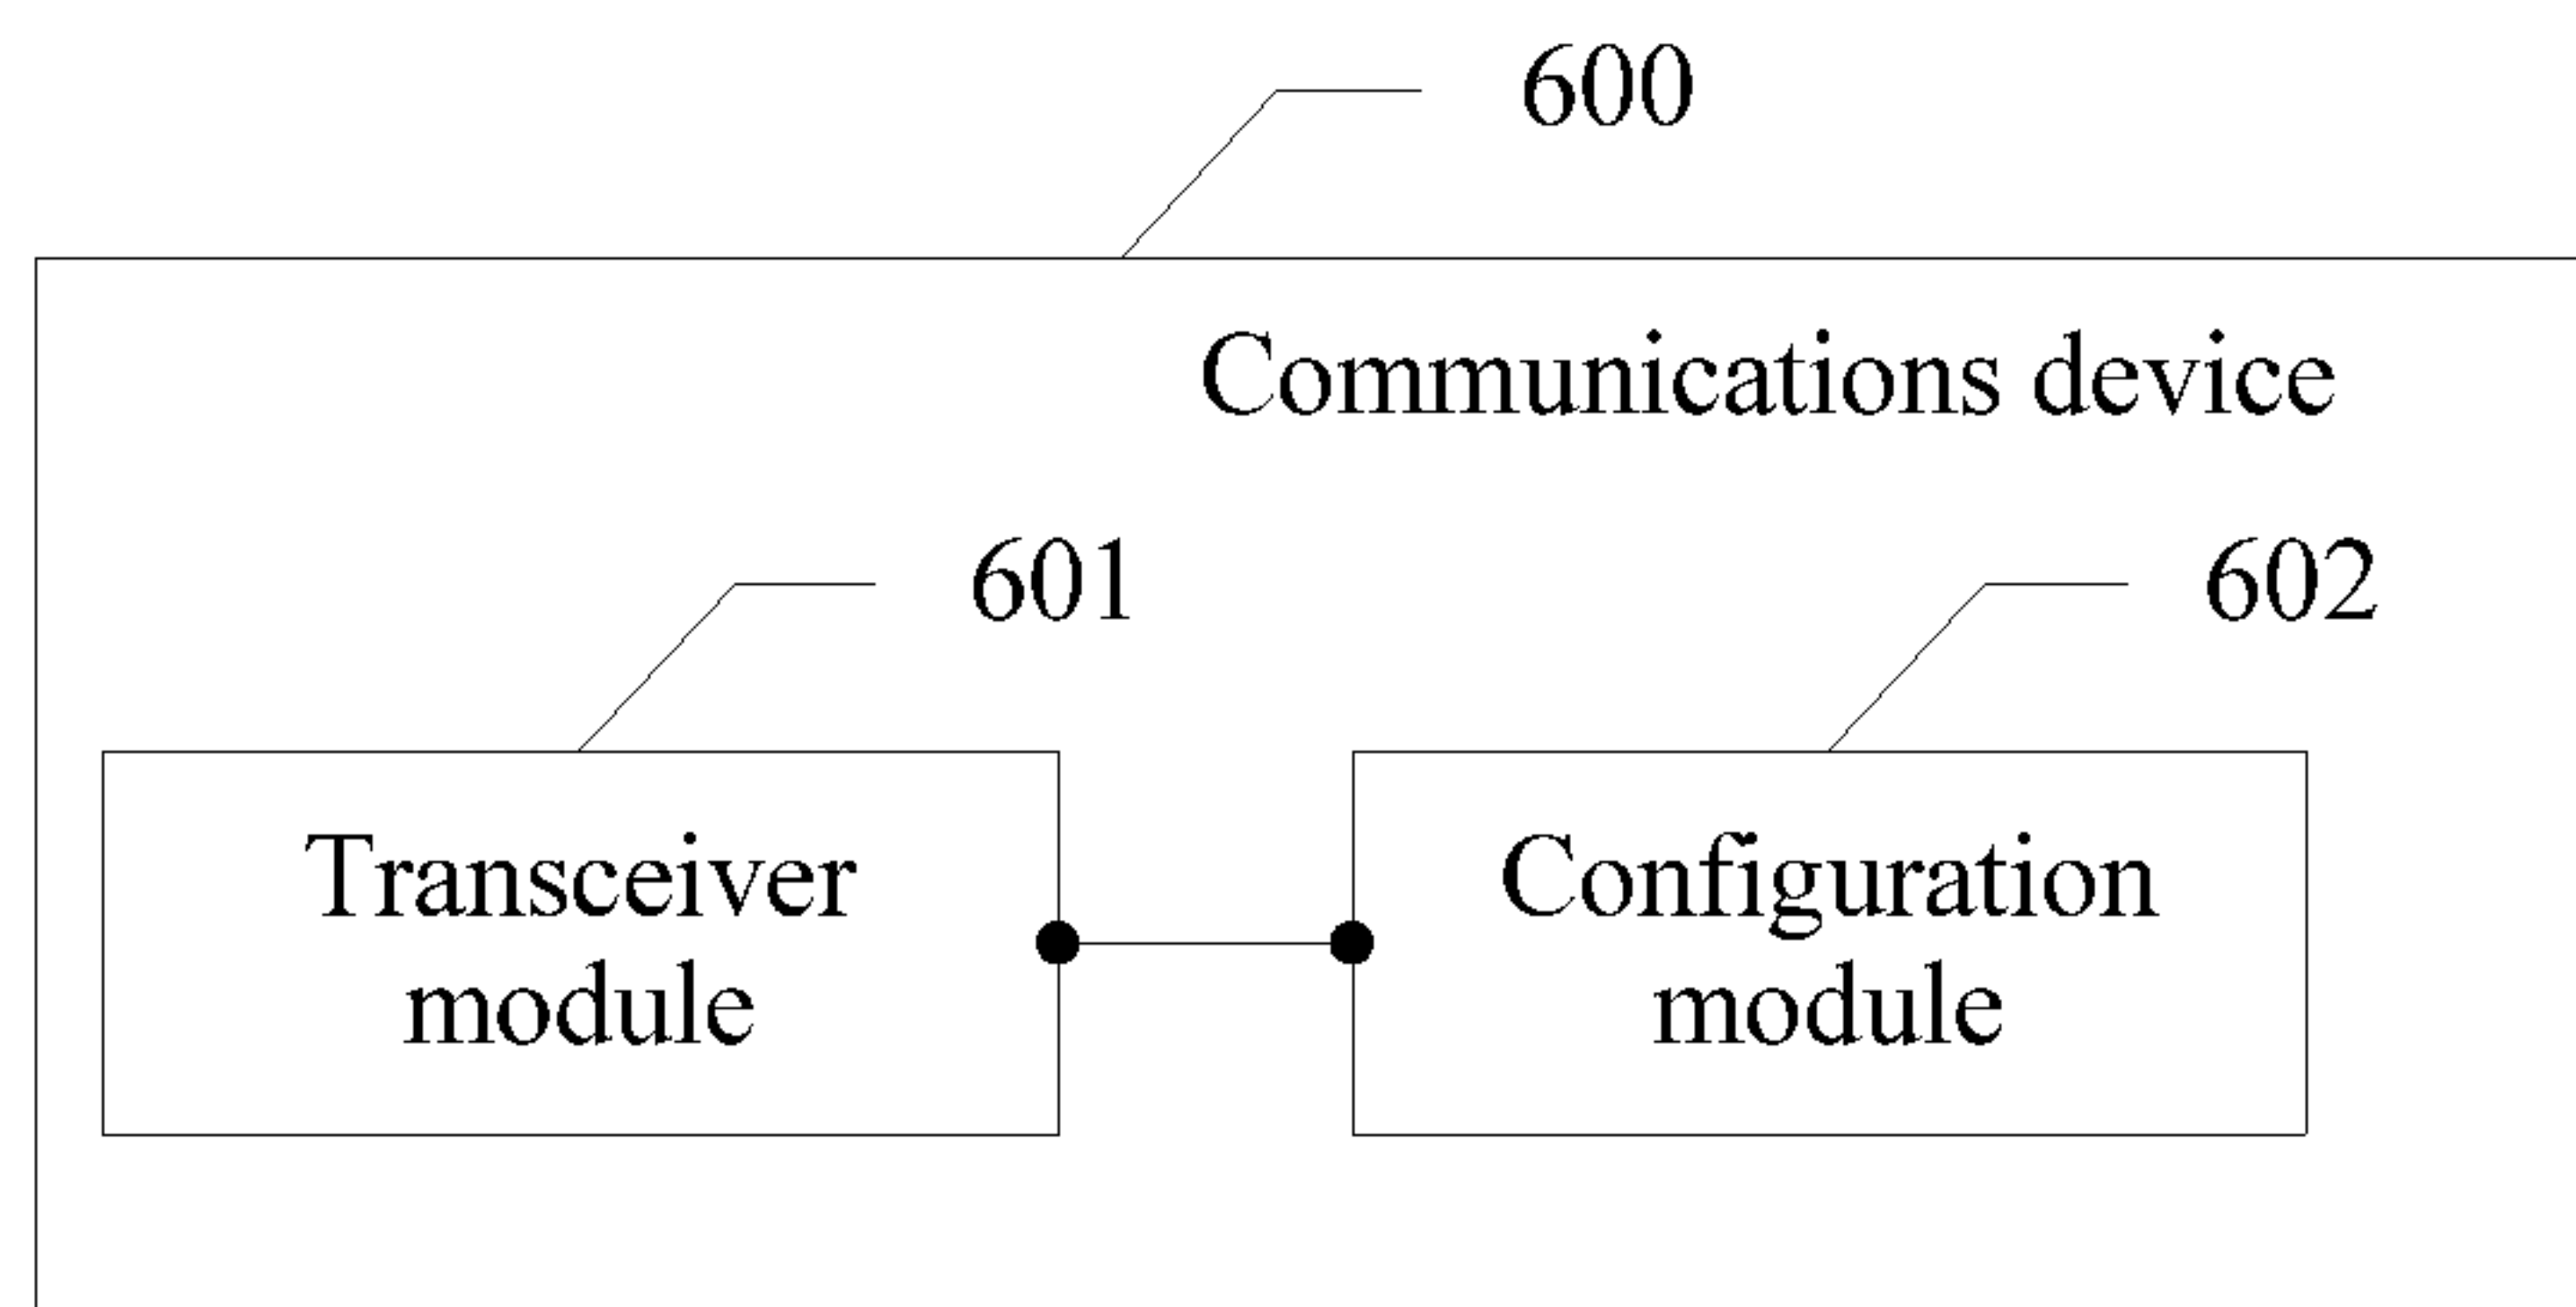 600
Communications device
601
602
Transceiver
module
Configuration
module